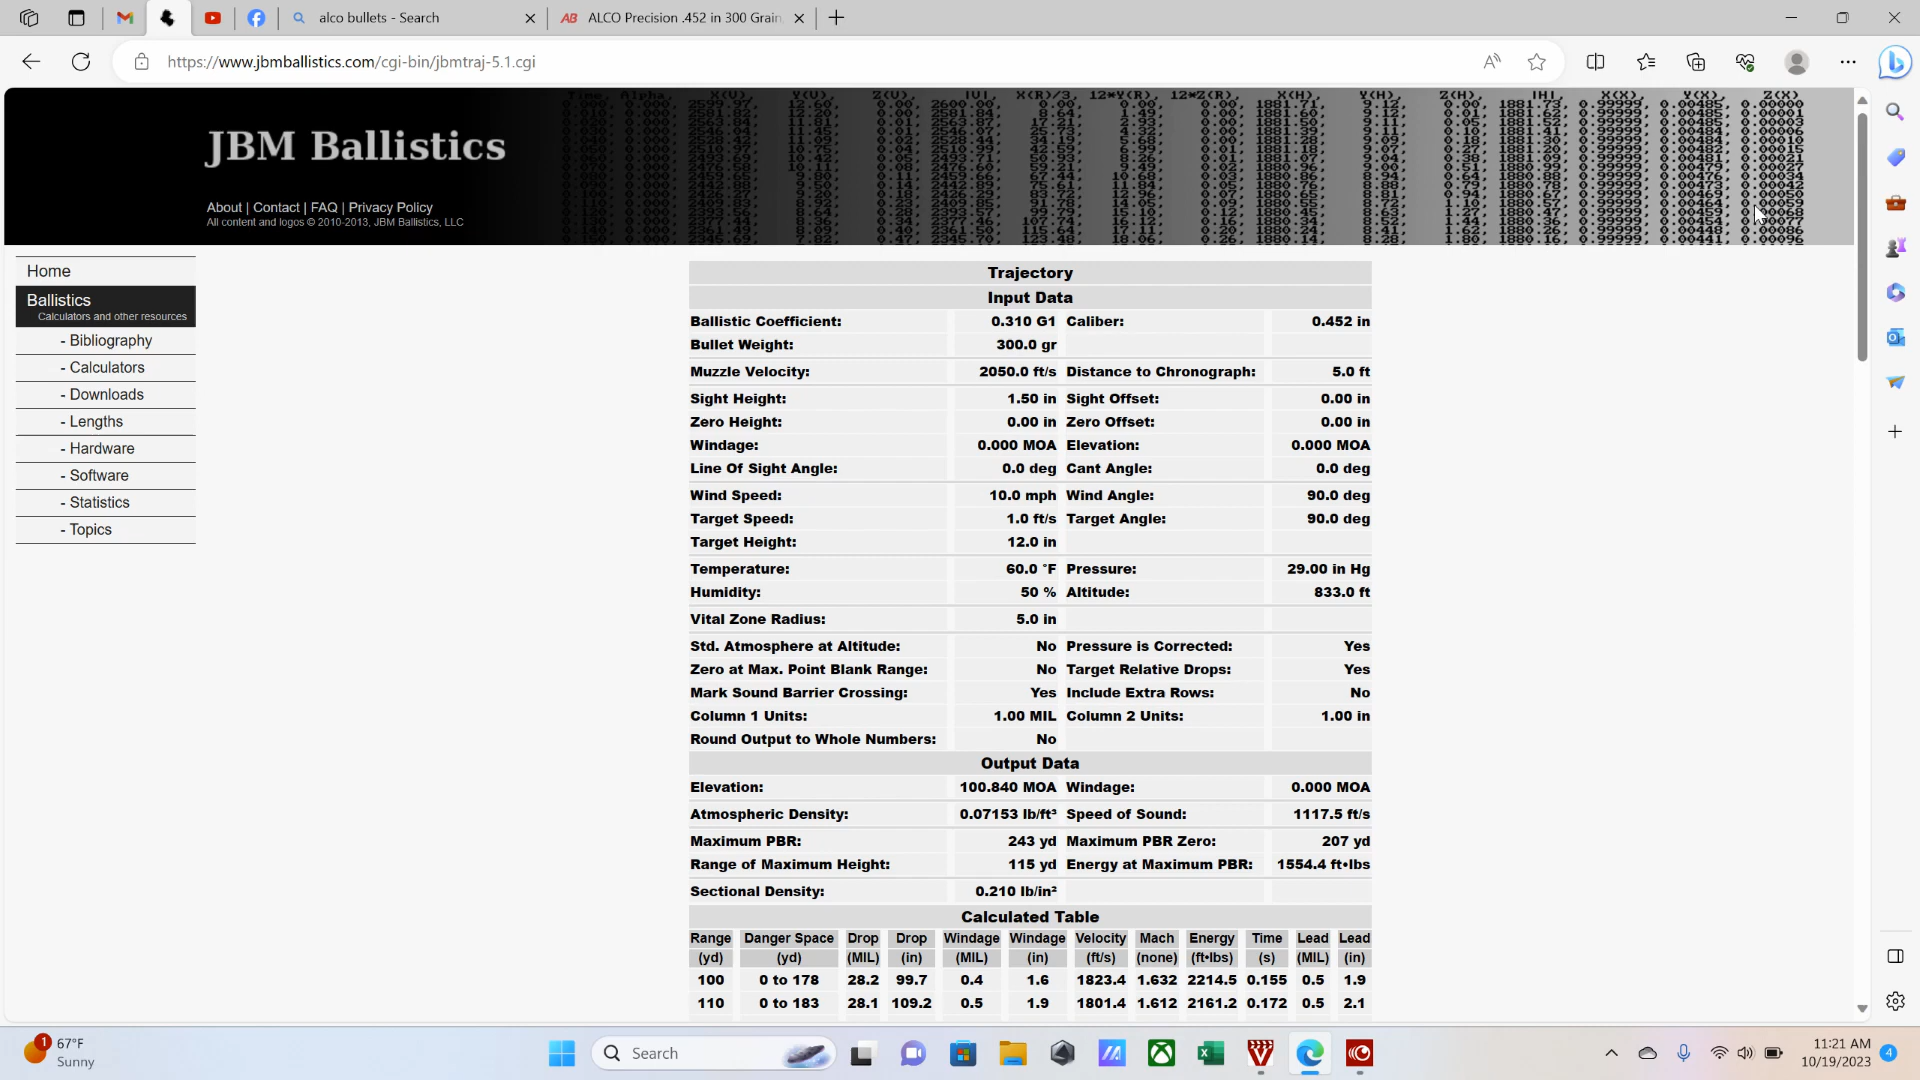 alco bullets - Search
AB ALCO Precision .452 in 300 Grain
https://www.jbmballistics.com/cgi-bin/jbmtraj-5.1.cgi
JBM Ballistics
About | Contact | FAQ | Privacy Policy
All content and logos © 2010-2013, JBM Ballistics, LLC
Home
Ballistics
Calculators and other resources
- Bibliography
- Calculators
- Downloads
- Lengths
- Hardware
- Software
- Statistics
- Topics
Trajectory
Input Data
Ballistic Coefficient: 0.310 G1 Caliber: 0.452 in
Bullet Weight: 300.0 gr
Muzzle Velocity: 2050.0 ft/s Distance to Chronograph: 5.0 ft
Sight Height: 1.50 in Sight Offset: 0.00 in
Zero Height: 0.00 in Zero Offset: 0.00 in
Windage: 0.000 MOA Elevation: 0.000 MOA
Line Of Sight Angle: 0.0 deg Cant Angle: 0.0 deg
Wind Speed: 10.0 mph Wind Angle: 90.0 deg
Target Speed: 1.0 ft/s Target Angle: 90.0 deg
Target Height: 12.0 in
Temperature: 60.0 °F Pressure: 29.00 in Hg
Humidity: 50 % Altitude: 833.0 ft
Vital Zone Radius: 5.0 in
Std. Atmosphere at Altitude: No Pressure is Corrected: Yes
Zero at Max. Point Blank Range: No Target Relative Drops: Yes
Mark Sound Barrier Crossing: Yes Include Extra Rows: No
Column 1 Units: 1.00 MIL Column 2 Units: 1.00 in
Round Output to Whole Numbers: No
Output Data
Elevation: 100.840 MOA Windage: 0.000 MOA
Atmospheric Density: 0.07153 lb/ft³ Speed of Sound: 1117.5 ft/s
Maximum PBR: 243 yd Maximum PBR Zero: 207 yd
Range of Maximum Height: 115 yd Energy at Maximum PBR: 1554.4 ft•lbs
Sectional Density: 0.210 lb/in²
Calculated Table
Range Danger Space Drop Drop Windage Windage Velocity Mach Energy Time Lead Lead
(yd) (yd) (MIL) (in) (MIL) (in) (ft/s) (none) (ft•lbs) (s) (MIL) (in)
100 0 to 178 28.2 99.7 0.4 1.6 1823.4 1.632 2214.5 0.155 0.5 1.9
110 0 to 183 28.1 109.2 0.5 1.9 1801.4 1.612 2161.2 0.172 0.5 2.1
1 67°F
Sunny
Search
11:21 AM
10/19/2023
4